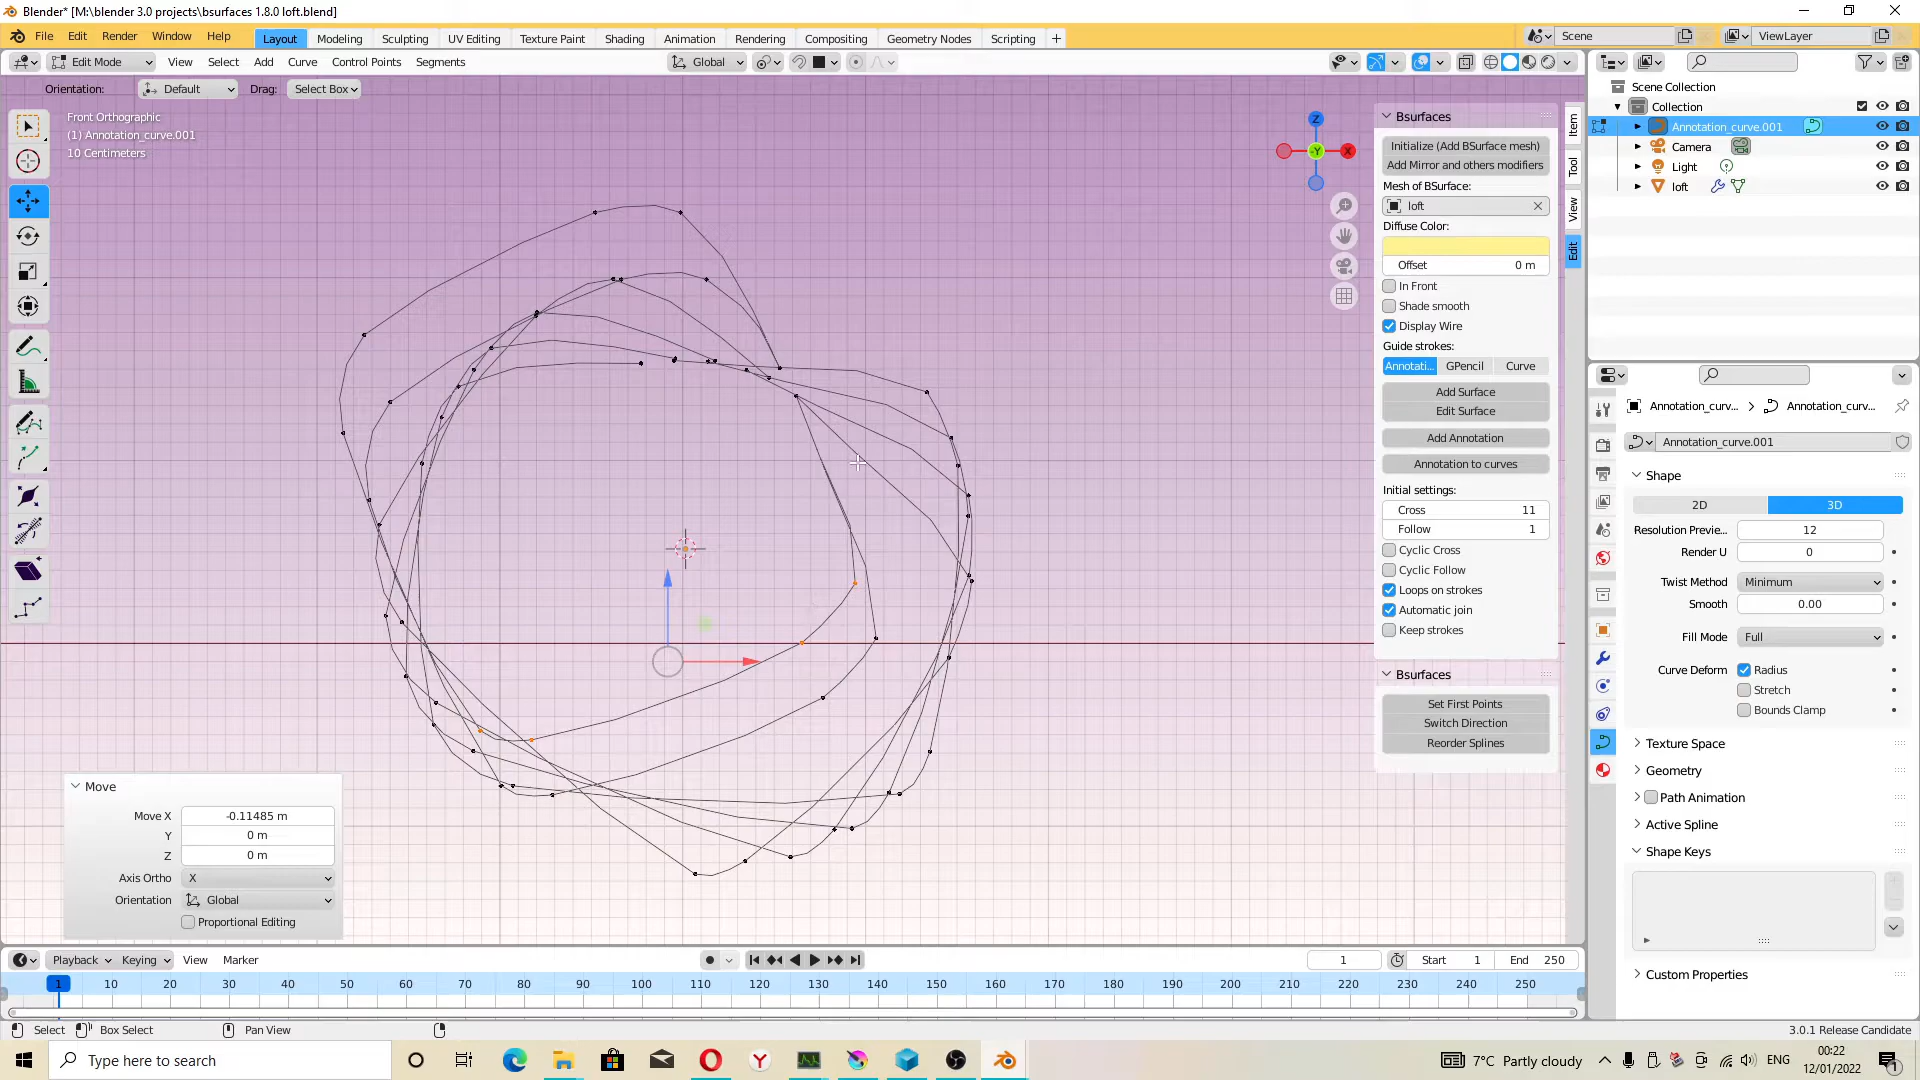 Blender* [M:\blender 3.0 projects\bsurfaces 1.8.0 loft.blend]
File Edit Render Window Help
Layout Modeling Sculpting UV Editing Texture Paint Shading Animation Rendering Compositing Geometry Nodes Scripting +
Scene ViewLayer
Edit Mode View Select Add Curve Control Points Segments Global
Orientation: Default Drag: Select Box
Front Orthographic
(1) Annotation_curve.001
10 Centimeters
Z
X
-Y
Bsurfaces
Initialize (Add BSurface mesh)
Add Mirror and others modifiers
Mesh of BSurface:
loft
Diffuse Color:
Offset 0 m
In Front
Shade smooth
Display Wire
Guide strokes:
Annotati... GPencil Curve
Add Surface
Edit Surface
Add Annotation
Annotation to curves
Initial settings:
Cross 11
Follow 1
Cyclic Cross
Cyclic Follow
Loops on strokes
Automatic join
Keep strokes
Bsurfaces
Set First Points
Switch Direction
Reorder Splines
Item
Tool
View
Edit
Move
Move X -0.11485 m
Y 0 m
Z 0 m
Axis Ortho X
Orientation Global
Proportional Editing
Scene Collection
Collection
Annotation_curve.001
Camera
Light
loft
Annotation_curv... Annotation_curv...
Annotation_curve.001
Shape
2D 3D
Resolution Previe... 12
Render U 0
Twist Method Minimum
Smooth 0.00
Fill Mode Full
Curve Deform Radius
Stretch
Bounds Clamp
Texture Space
Geometry
Path Animation
Active Spline
Shape Keys
Custom Properties
Playback Keying View Marker
1 Start 1 End 250
1 10 20 30 40 50 60 70 80 90 100 110 120 130 140 150 160 170 180 190 200 210 220 230 240 250
Select Box Select Pan View
3.0.1 Release Candidate
Type here to search
7°C Partly cloudy
ENG
00:22
12/01/2022
1